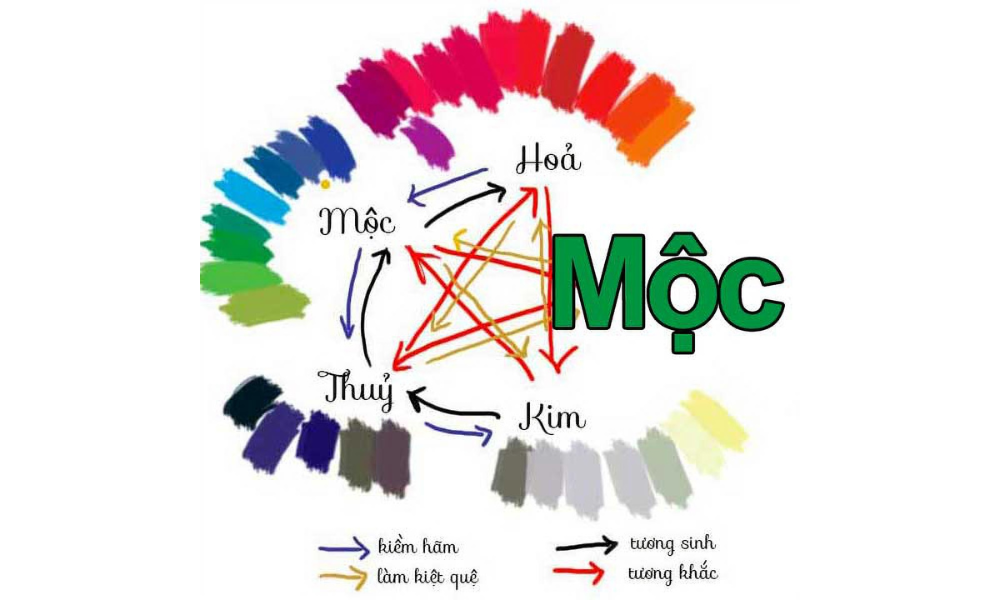 Hoả
Mộc
Mộc
Thuỷ
Kim
kiềm hãm
tương sinh
làm kiệt quệ
tương khắc